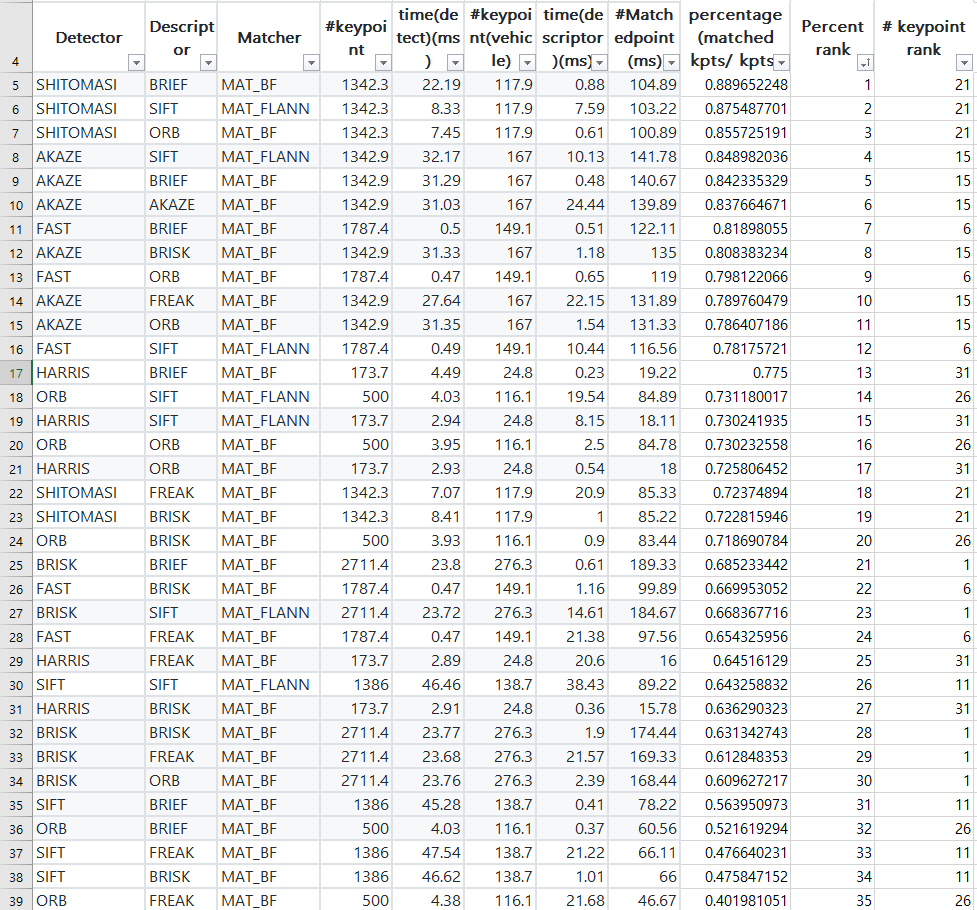 4 Detector Descript or Matcher #keypoi nt time(de tect)(ms ) #keypoi nt(vehic le) time(de scriptor )(ms) #Match edpoint (ms) percentage (matched kpts/ kpts Percent rank # keypoint rank
5 SHITOMASI BRIEF MAT_BF 1342.3 22.19 117.9 0.88 104.89 0.889652248 1 21
6 SHITOMASI SIFT MAT_FLANN 1342.3 8.33 117.9 7.59 103.22 0.875487701 2 21
7 SHITOMASI ORB MAT_BF 1342.3 7.45 117.9 0.61 100.89 0.855725191 3 21
8 AKAZE SIFT MAT_FLANN 1342.9 32.17 167 10.13 141.78 0.848982036 4 15
9 AKAZE BRIEF MAT_BF 1342.9 31.29 167 0.48 140.67 0.842335329 5 15
10 AKAZE AKAZE MAT_BF 1342.9 31.03 167 24.44 139.89 0.837664671 6 15
11 FAST BRIEF MAT_BF 1787.4 0.5 149.1 0.51 122.11 0.81898055 7 6
12 AKAZE BRISK MAT_BF 1342.9 31.33 167 1.18 135 0.808383234 8 15
13 FAST ORB MAT_BF 1787.4 0.47 149.1 0.65 119 0.798122066 9 6
14 AKAZE FREAK MAT_BF 1342.9 27.64 167 22.15 131.89 0.789760479 10 15
15 AKAZE ORB MAT_BF 1342.9 31.35 167 1.54 131.33 0.786407186 11 15
16 FAST SIFT MAT_FLANN 1787.4 0.49 149.1 10.44 116.56 0.78175721 12 6
17 HARRIS BRIEF MAT_BF 173.7 4.49 24.8 0.23 19.22 0.775 13 31
18 ORB SIFT MAT_FLANN 500 4.03 116.1 19.54 84.89 0.731180017 14 26
19 HARRIS SIFT MAT_FLANN 173.7 2.94 24.8 8.15 18.11 0.730241935 15 31
20 ORB ORB MAT_BF 500 3.95 116.1 2.5 84.78 0.730232558 16 26
21 HARRIS ORB MAT_BF 173.7 2.93 24.8 0.54 18 0.725806452 17 31
22 SHITOMASI FREAK MAT_BF 1342.3 7.07 117.9 20.9 85.33 0.72374894 18 21
23 SHITOMASI BRISK MAT_BF 1342.3 8.41 117.9 1 85.22 0.722815946 19 21
24 ORB BRISK MAT_BF 500 3.93 116.1 0.9 83.44 0.718690784 20 26
25 BRISK BRIEF MAT_BF 2711.4 23.8 276.3 0.61 189.33 0.685233442 21 1
26 FAST BRISK MAT_BF 1787.4 0.47 149.1 1.16 99.89 0.669953052 22 6
27 BRISK SIFT MAT_FLANN 2711.4 23.72 276.3 14.61 184.67 0.668367716 23 1
28 FAST FREAK MAT_BF 1787.4 0.47 149.1 21.38 97.56 0.654325956 24 6
29 HARRIS FREAK MAT_BF 173.7 2.89 24.8 20.6 16 0.64516129 25 31
30 SIFT SIFT MAT_FLANN 1386 46.46 138.7 38.43 89.22 0.643258832 26 11
31 HARRIS BRISK MAT_BF 173.7 2.91 24.8 0.36 15.78 0.636290323 27 31
32 BRISK BRISK MAT_BF 2711.4 23.77 276.3 1.9 174.44 0.631342743 28 1
33 BRISK FREAK MAT_BF 2711.4 23.68 276.3 21.57 169.33 0.612848353 29 1
34 BRISK ORB MAT_BF 2711.4 23.76 276.3 2.39 168.44 0.609627217 30 1
35 SIFT BRIEF MAT_BF 1386 45.28 138.7 0.41 78.22 0.563950973 31 11
36 ORB BRIEF MAT_BF 500 4.03 116.1 0.37 60.56 0.521619294 32 26
37 SIFT FREAK MAT_BF 1386 47.54 138.7 21.22 66.11 0.476640231 33 11
38 SIFT BRISK MAT_BF 1386 46.62 138.7 1.01 66 0.475847152 34 11
39 ORB FREAK MAT_BF 500 4.38 116.1 21.68 46.67 0.401981051 35 26